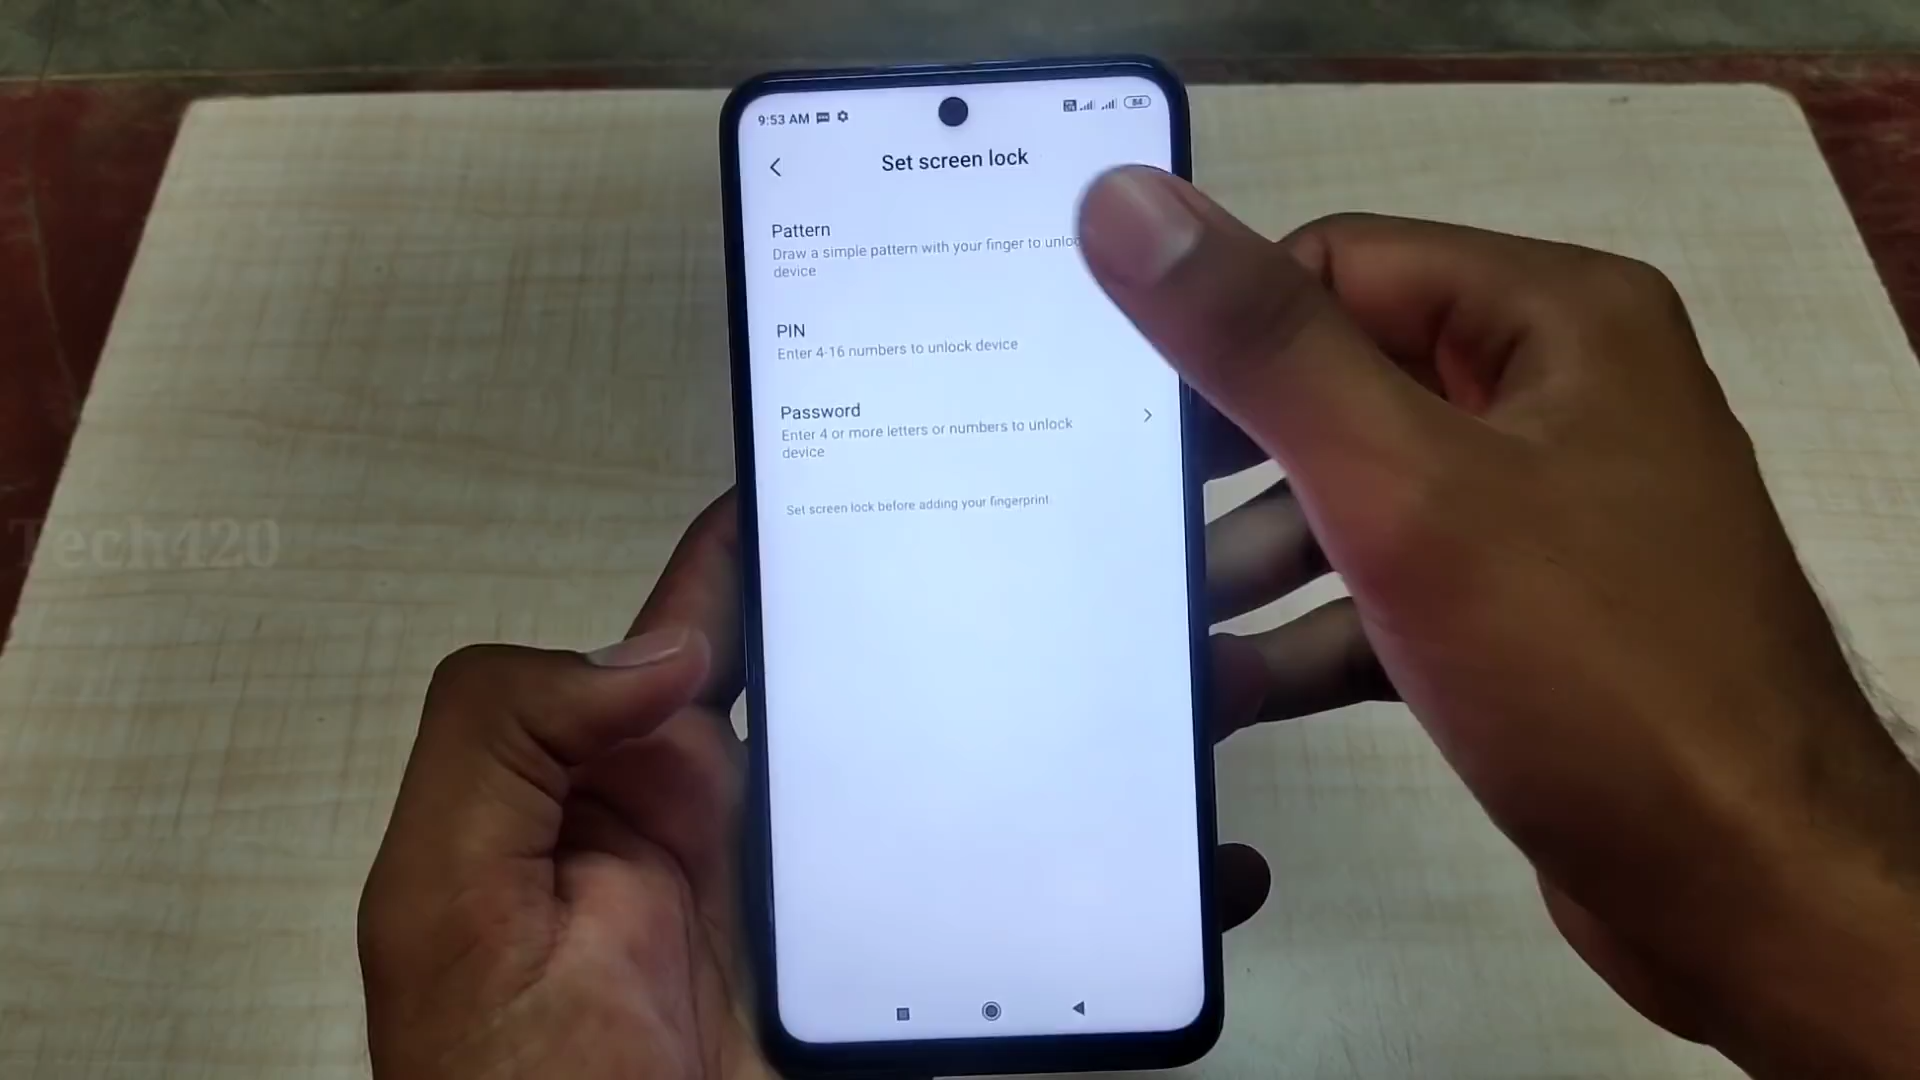 9:53 AM
84
Set screen lock
Pattern
Draw a simple pattern with your finger to
device
PIN
Enter 4-16 numbers to unlock device
Password
Enter 4 or more letters or numbers to unlock
device
Set screen lock before adding your fingerprint
Tech420